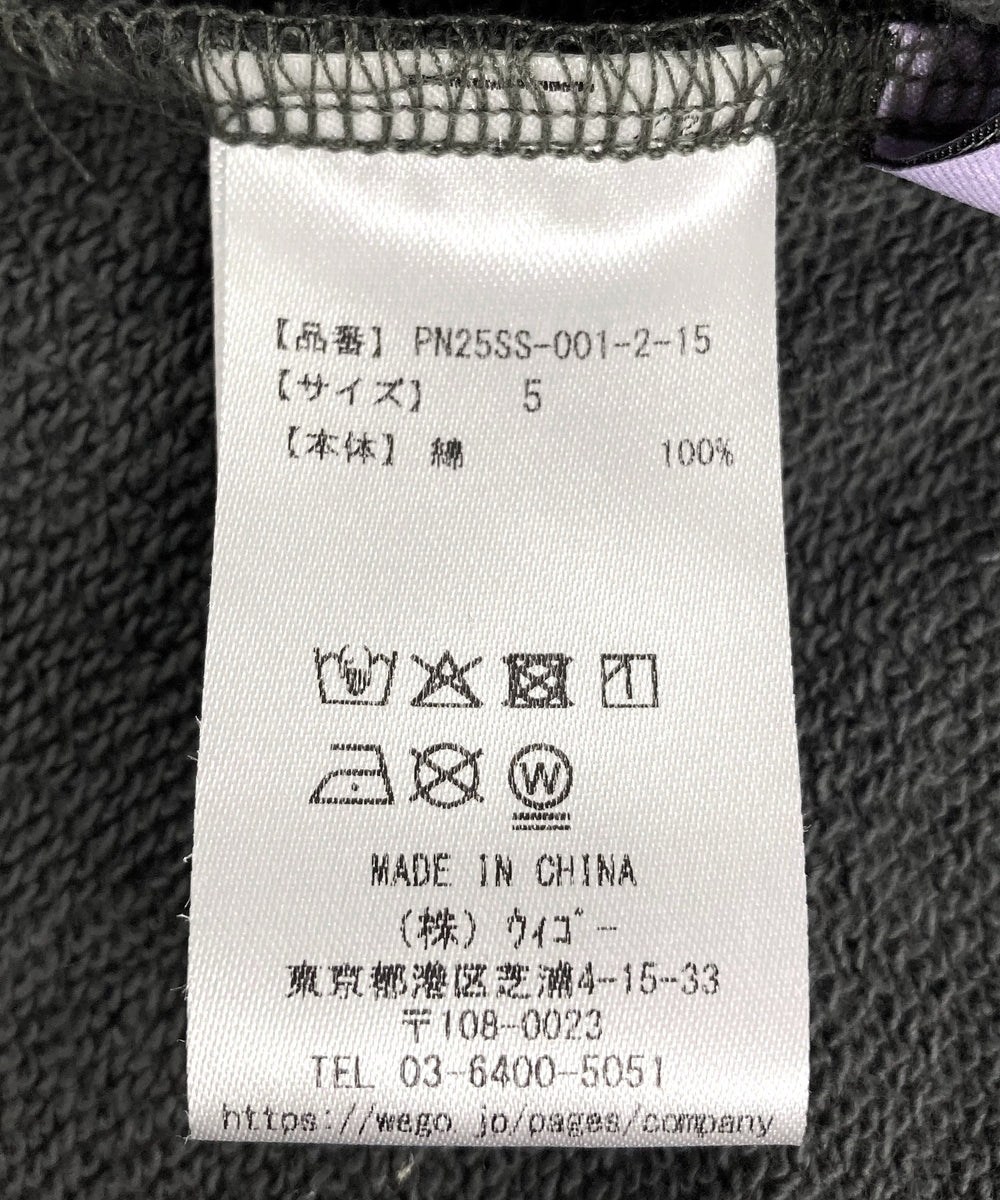 【品番】 PN25SS-001-2-15
【サイズ】 5
【本体】 綿 100%
W
MADE IN CHINA
(株) ウィゴー
東京都港区芝浦4-15-33
〒108-0023
TEL 03-6400-5051
https://wego.jp/pages/company